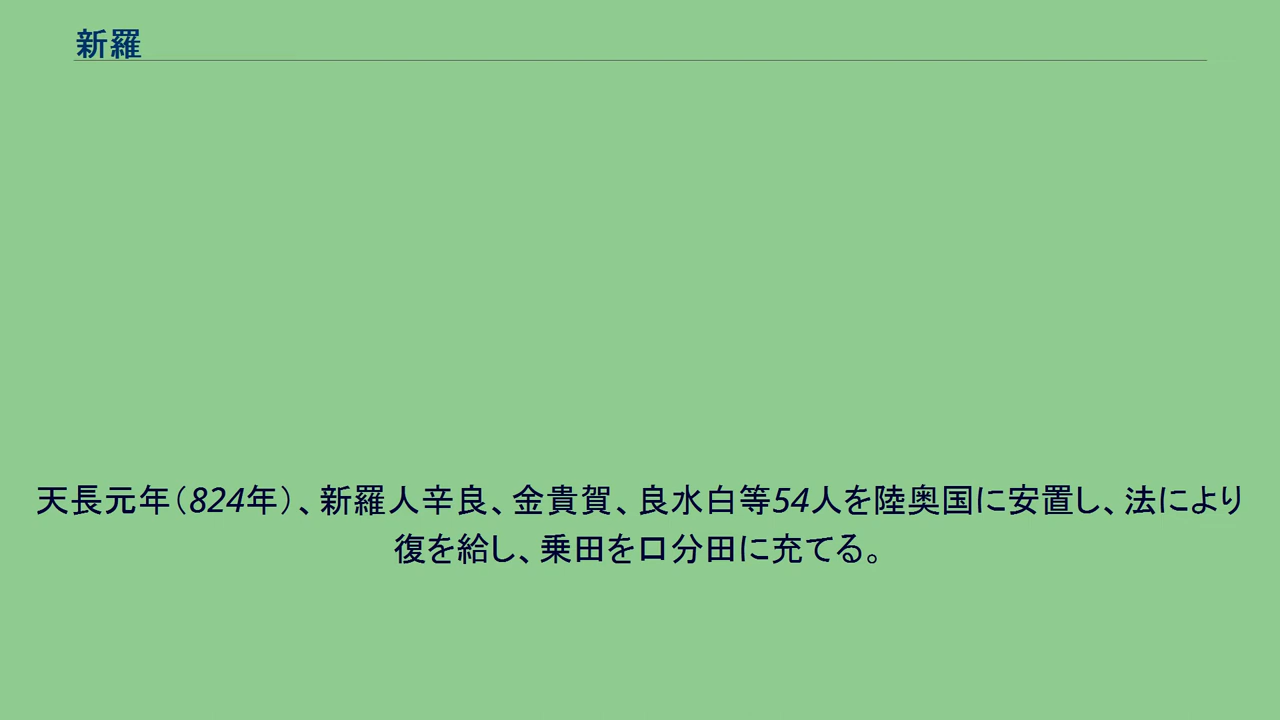 新羅
天長元年（824年）、新羅人辛良、金貴賀、良水白等54人を陸奥国に安置し、法により
復を給し、乗田を口分田に充てる。